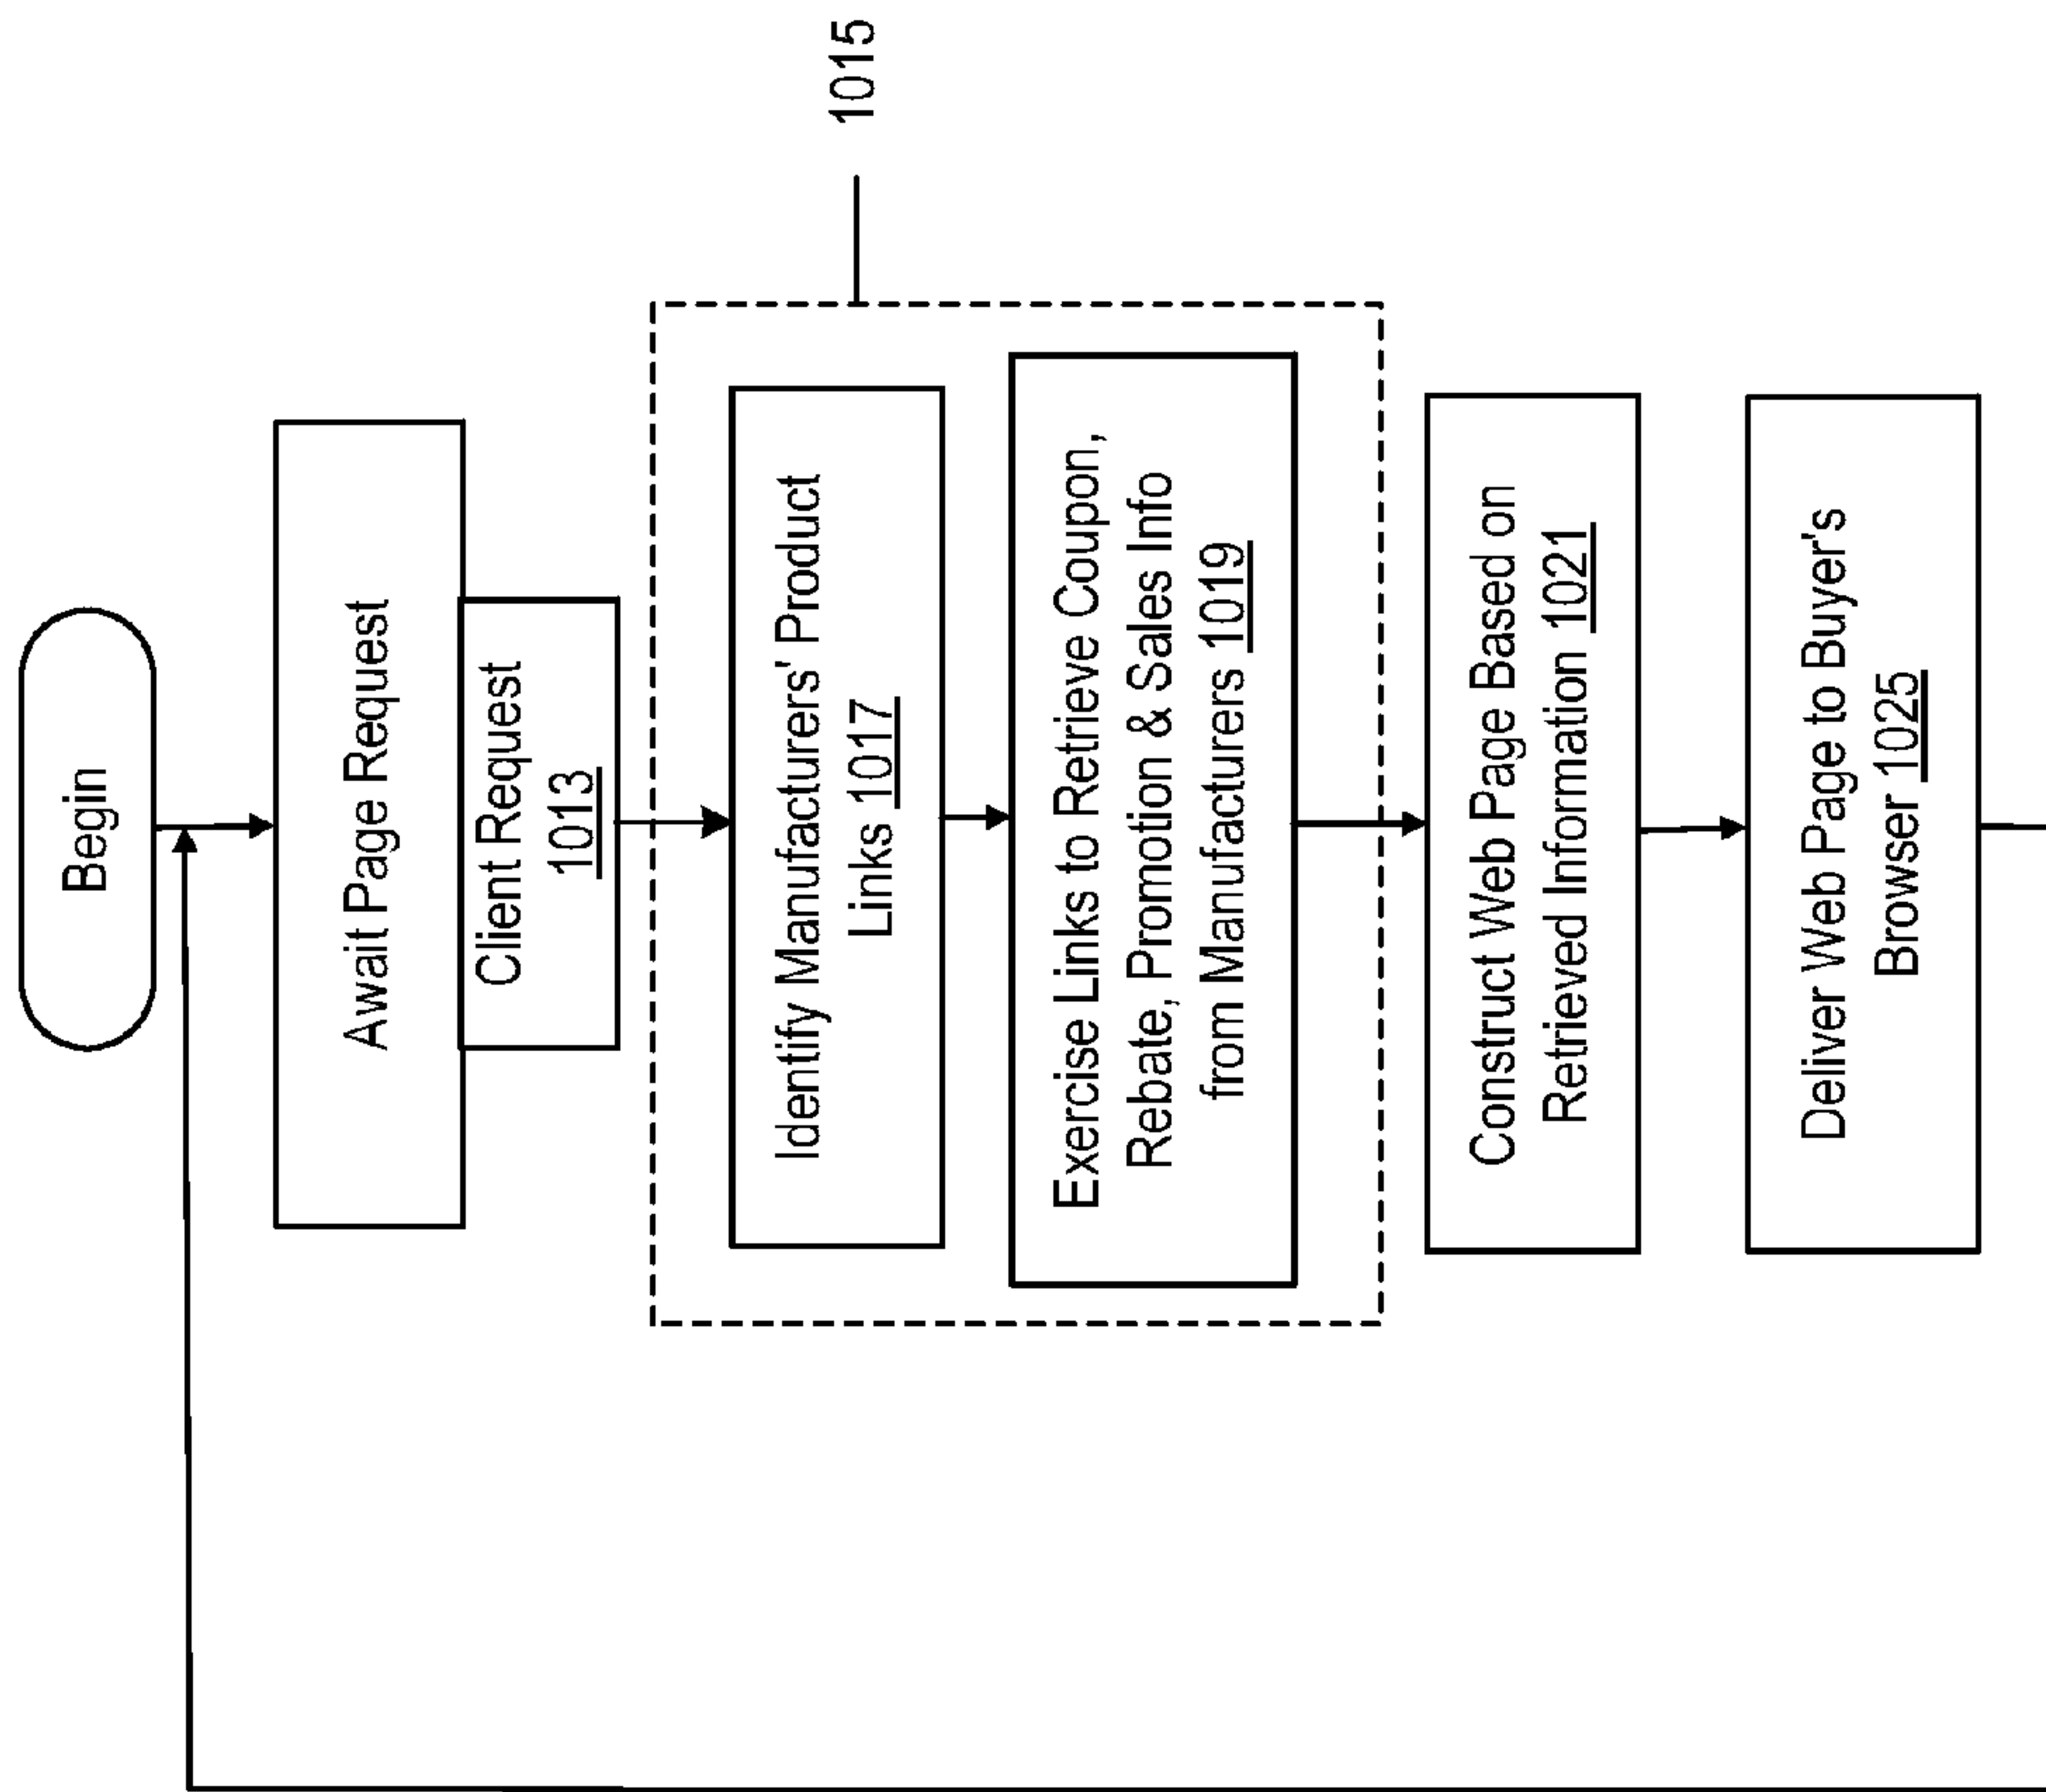 Begin
Await Page Request
Client Request
1013
1015
Identify Manufacturers' Product
Links 1017
Exercise Links to Retrieve Coupon,
Rebate, Promotion & Sales Info
from Manufacturers 1019
Construct Web Page Based on
Retrieved Information 1021
Deliver Web Page to Buyer's
Browser 1025